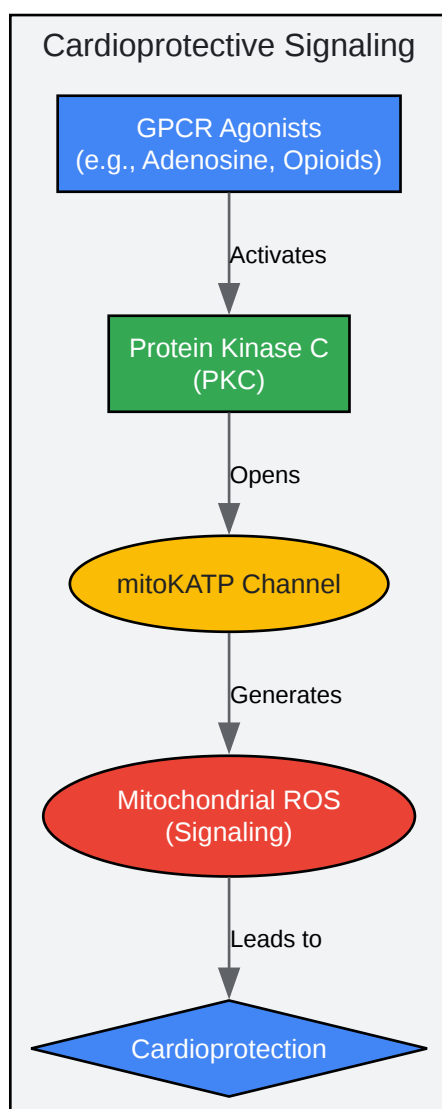 Cardioprotective Signaling
GPCR Agonists
(e.g., Adenosine, Opioids)
Activates
Protein Kinase C
(PKC)
Opens
mitoKATP Channel
Generates
Mitochondrial ROS
(Signaling)
Leads to
Cardioprotection